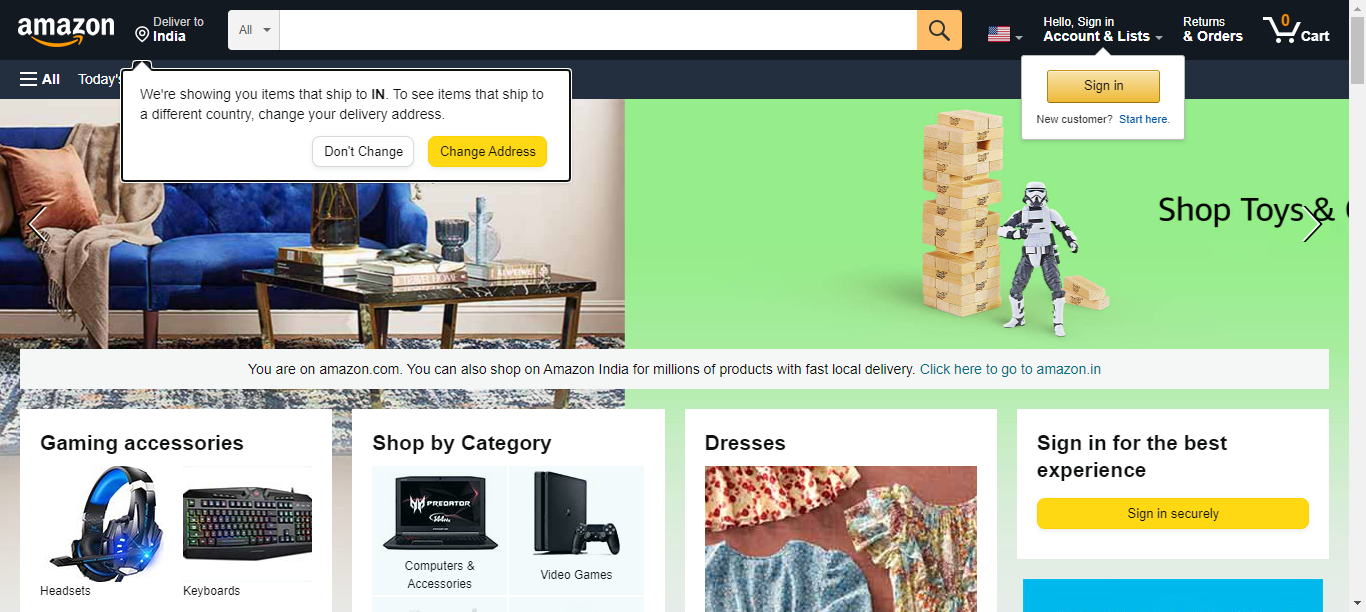 amazon
Deliver to
India
All
Hello, Sign in
Account & Lists
Returns
& Orders
0
Cart
All
Today's
We're showing you items that ship to IN. To see items that ship to
a different country, change your delivery address.
Don't Change
Change Address
Sign in
New customer? Start here.
Shop Toys &
You are on amazon.com. You can also shop on Amazon India for millions of products with fast local delivery. Click here to go to amazon.in
Gaming accessories
Headsets
Keyboards
Shop by Category
PREDATOR
Computers &
Accessories
Video Games
Dresses
Sign in for the best
experience
Sign in securely